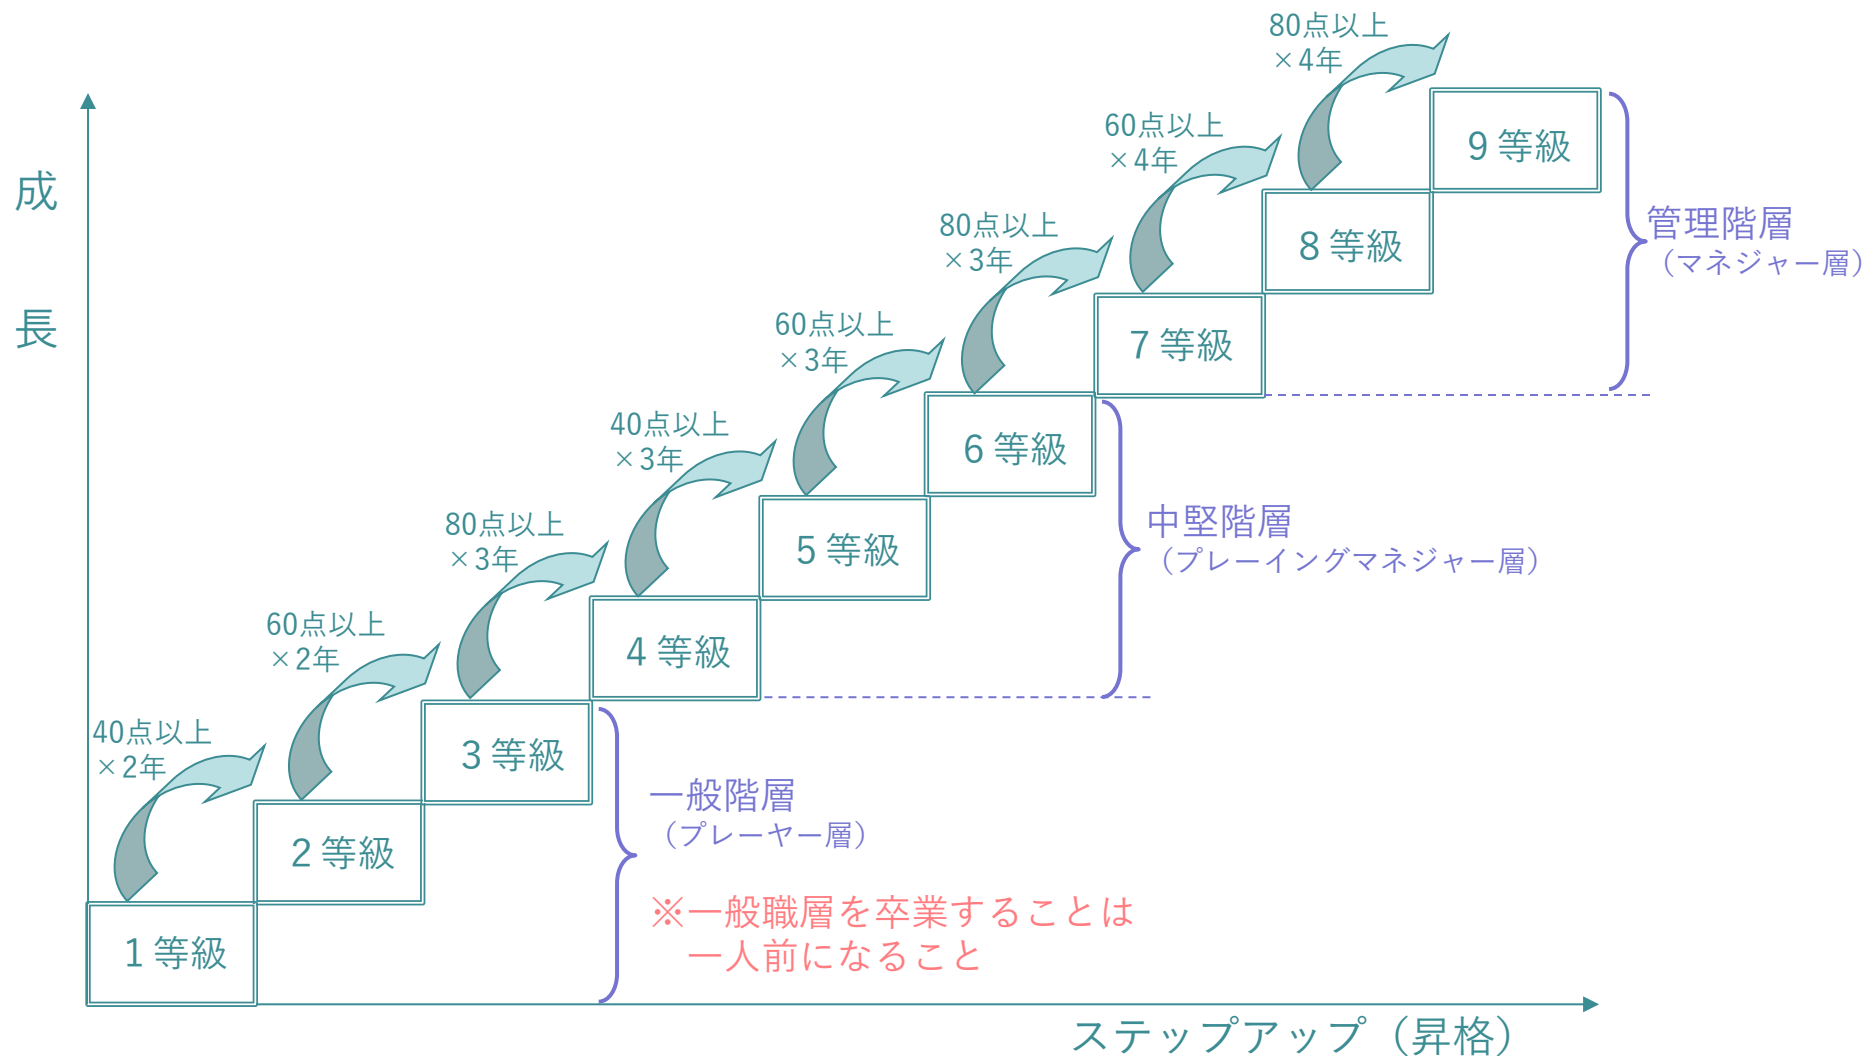 80点以上
×4年
9等級
60点以上
×4年
8等級
管理階層
（マネジャー層）
80点以上
×3年
7等級
60点以上
×3年
6等級
中堅階層
（プレーイングマネジャー層）
40点以上
×3年
5等級
80点以上
×3年
4等級
60点以上
×2年
3等級
一般階層
（プレーヤー層）
40点以上
×2年
2等級
※一般職層を卒業することは
一人前になること
1等級
成
長
ステップアップ（昇格）